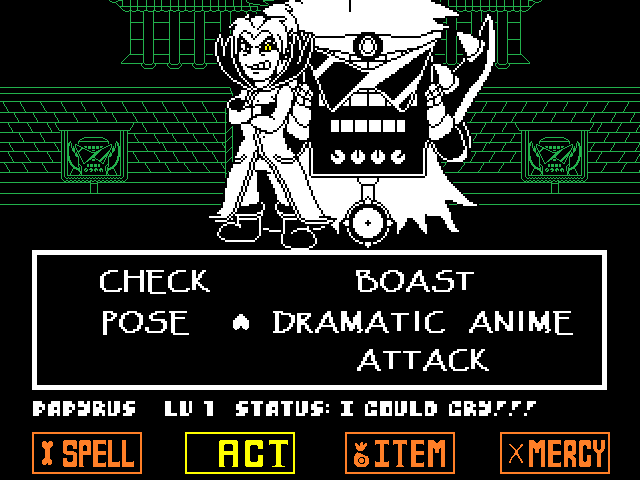 CHECK BOAST
POSE DRAMATIC ANIME
ATTACK
PAPYRUS LV 1 STATUS: I COULD CRY!!!
SPELL ACT ITEM MERCY